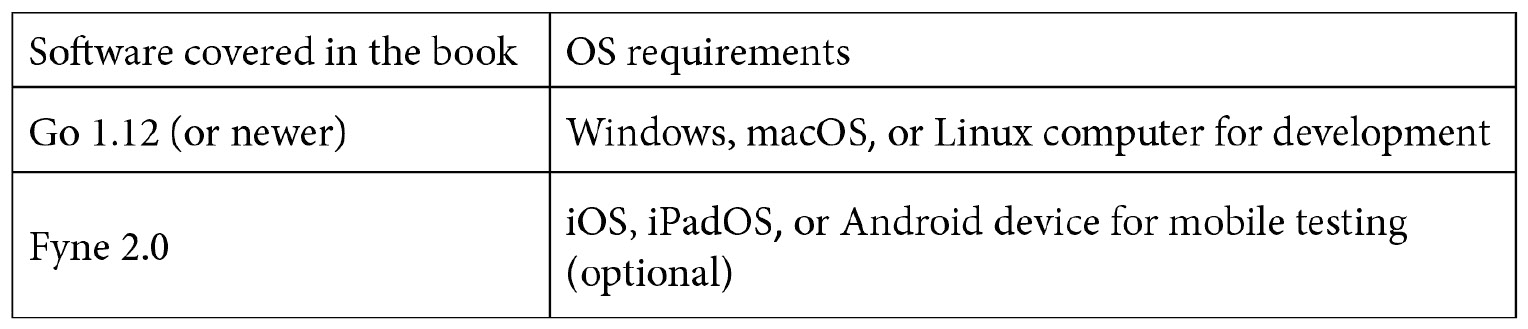 Software covered in the book
OS requirements
Go 1.12 (or newer)
Windows, macOS, or Linux computer for development
Fyne 2.0
iOS, iPadOS, or Android device for mobile testing
(optional)